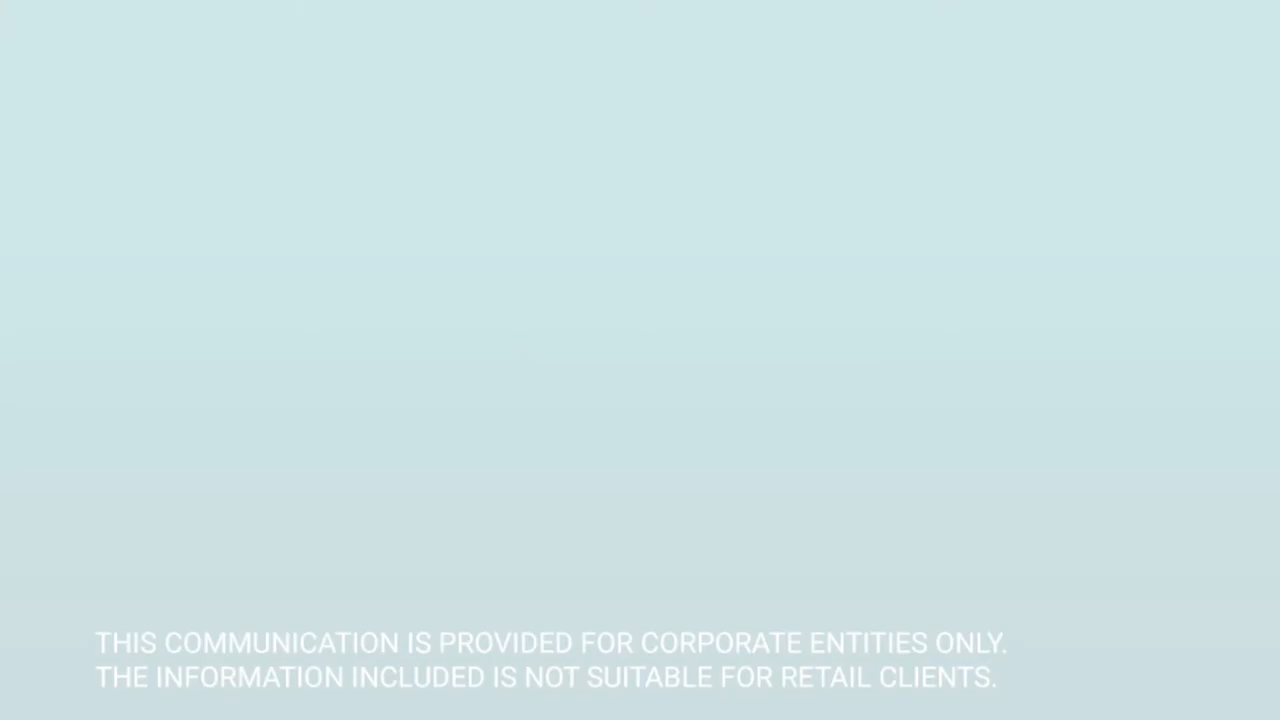 THIS COMMUNICATION IS PROVIDED FOR CORPORATE ENTITIES ONLY.
THE INFORMATION INCLUDED IS NOT SUITABLE FOR RETAIL CLIENTS.